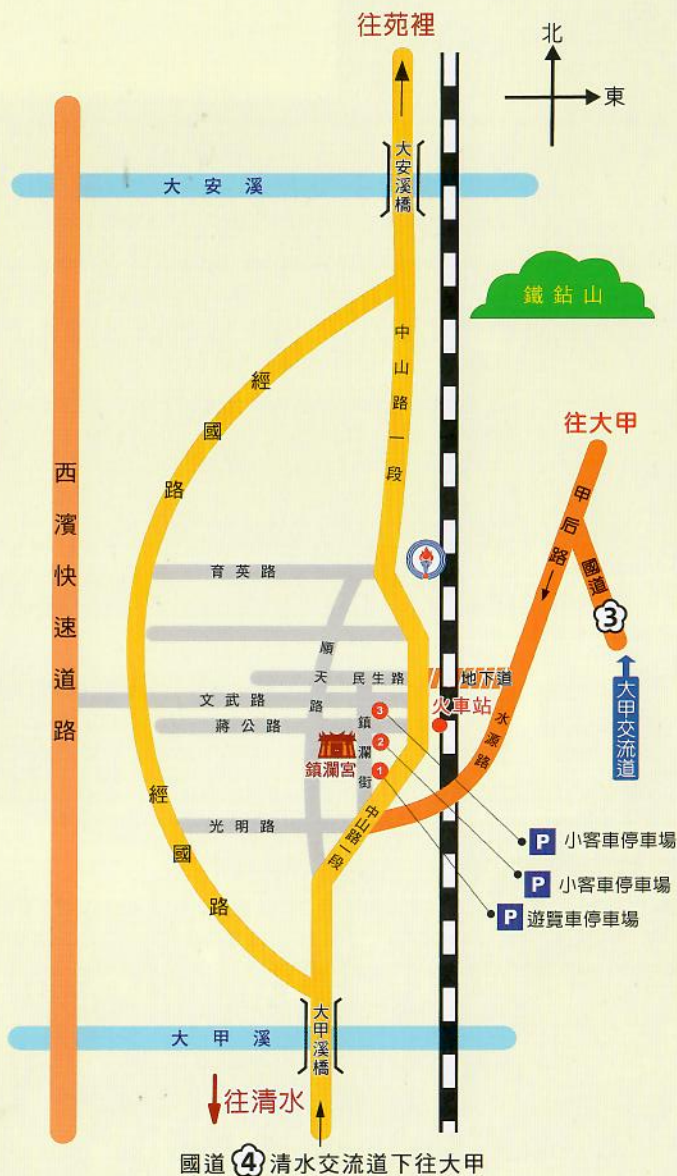 往苑裡
北
東
大安溪
大安溪橋
鐵鉆山
中山路一段
經國路
往大甲
甲后路
國道
3
大甲交流道
西濱快速道路
育英路
順天路
民生路
地下道
文武路
火車站
蔣公路
鎮瀾街
3
2
1
鎮瀾宮
水源路
光明路
中山路一段
經國路
P 小客車停車場
P 小客車停車場
P 遊覽車停車場
大甲溪
大甲溪橋
往清水
國道 4 清水交流道下往大甲